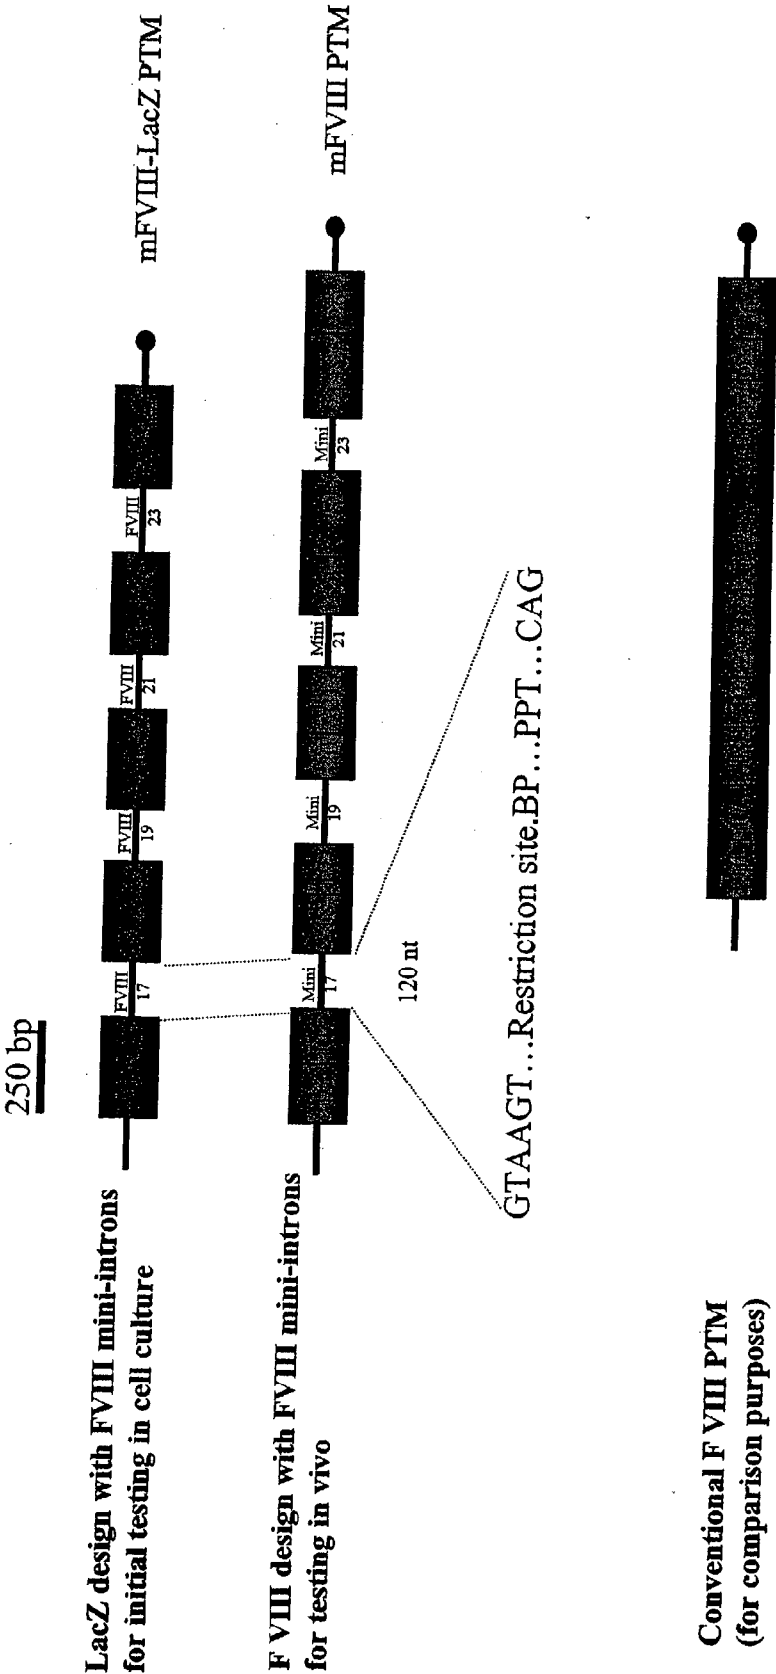 250 bp
LacZ design with FVIII mini-introns
for initial testing in cell culture
FVIII
17
FVIII
19
FVIII
21
FVIII
23
mFVIII-LacZ PTM
F VIII design with FVIII mini-introns
for testing in vivo
Mini
17
Mini
19
Mini
21
Mini
23
mFVIII PTM
120 nt
GTAAGT...Restriction site.BP...PPT...CAG
Conventional F VIII PTM
(for comparison purposes)